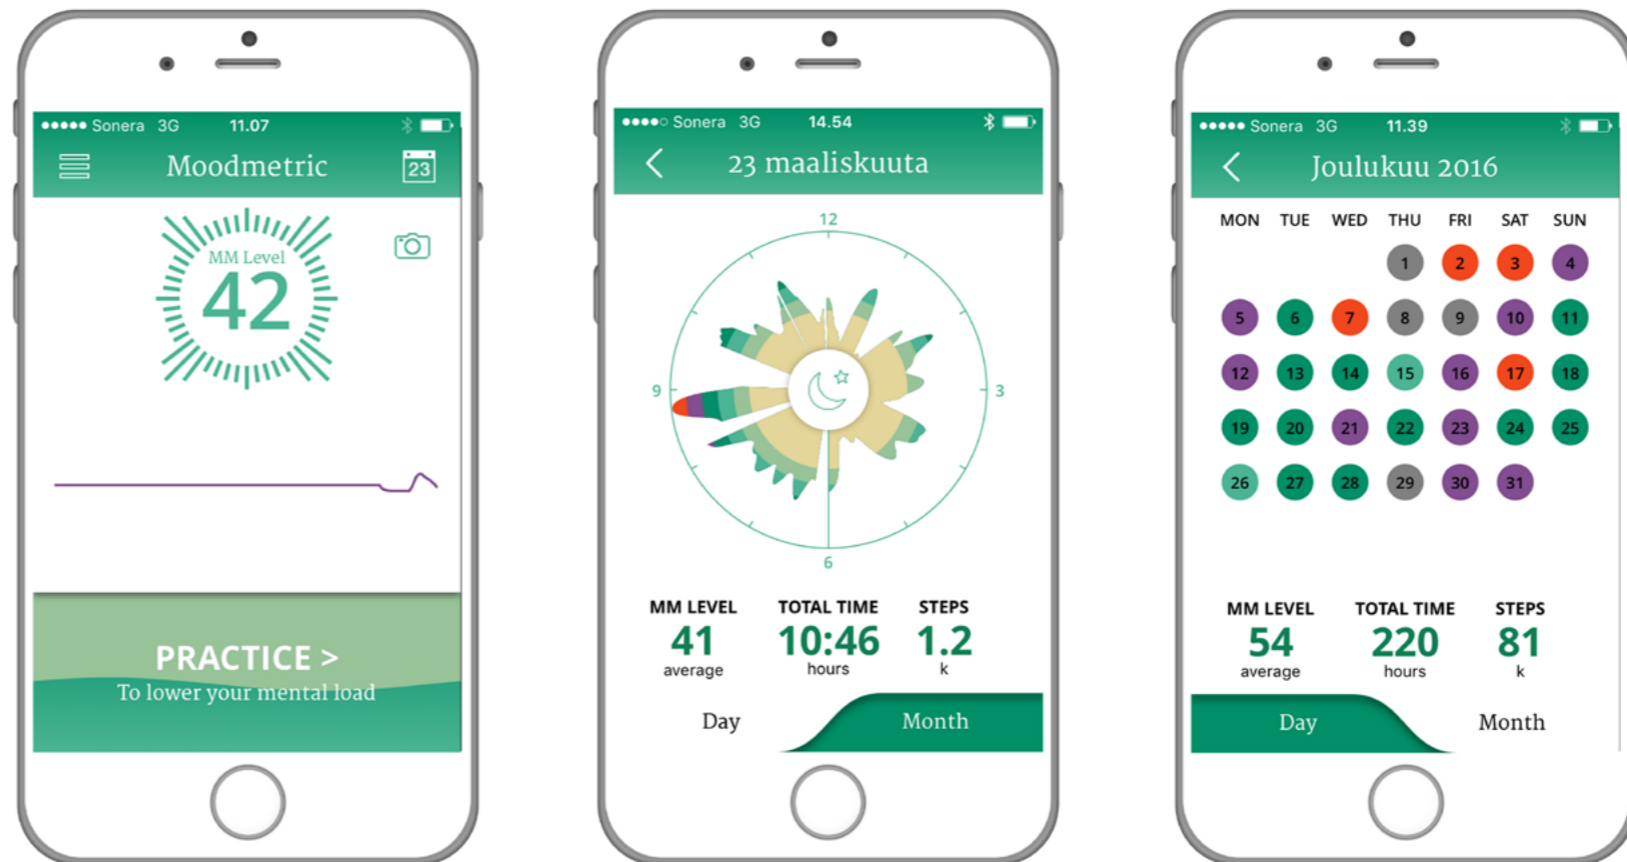 Sonera 3G 11.07
Moodmetric
23
MM Level
42
PRACTICE >
To lower your mental load
Sonera 3G 14.54
23 maaliskuuta
12
9
3
6
MM LEVEL TOTAL TIME STEPS
41 10:46 1.2
average hours k
Day Month
Sonera 3G 11.39
Joulukuu 2016
MON TUE WED THU FRI SAT SUN
1 2 3 4
5 6 7 8 9 10 11
12 13 14 15 16 17 18
19 20 21 22 23 24 25
26 27 28 29 30 31
MM LEVEL TOTAL TIME STEPS
54 220 81
average hours k
Day Month